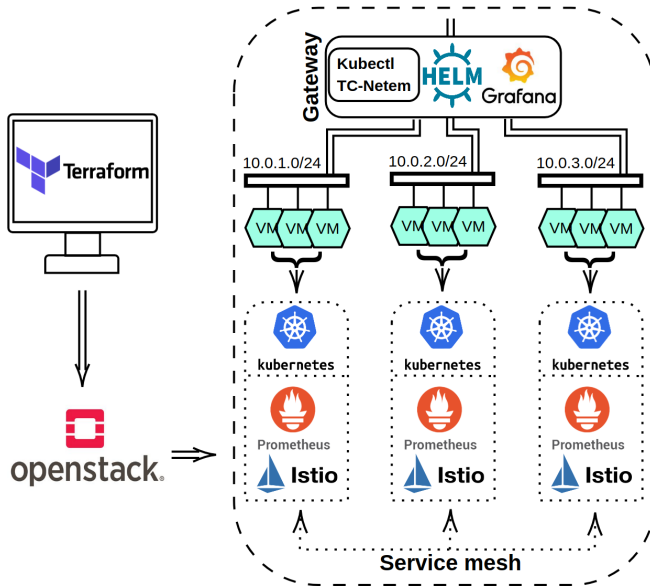 Gateway
Kubectl
TC-Netem
HELM
Grafana
Terraform
10.0.1.0/24
10.0.2.0/24
10.0.3.0/24
VM VM VM
VM VM VM
VM VM VM
kubernetes
kubernetes
kubernetes
Prometheus
Prometheus
Prometheus
Istio
Istio
Istio
openstack.
Service mesh